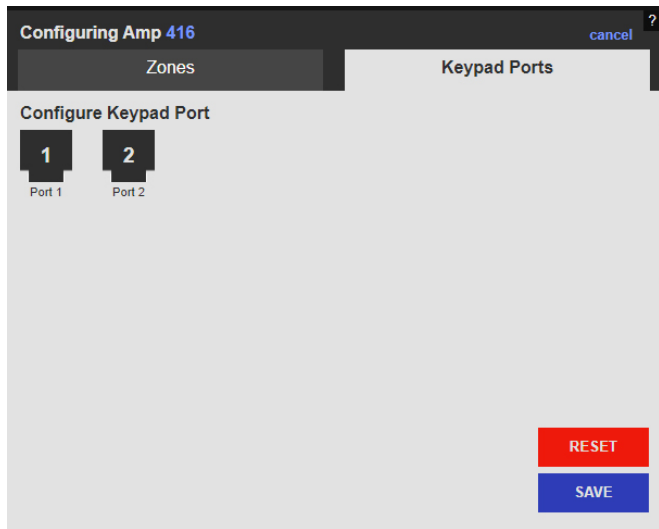 ?
Configuring Amp 416
cancel
Zones
Keypad Ports
Configure Keypad Port
1
2
Port 1
Port 2
RESET
SAVE